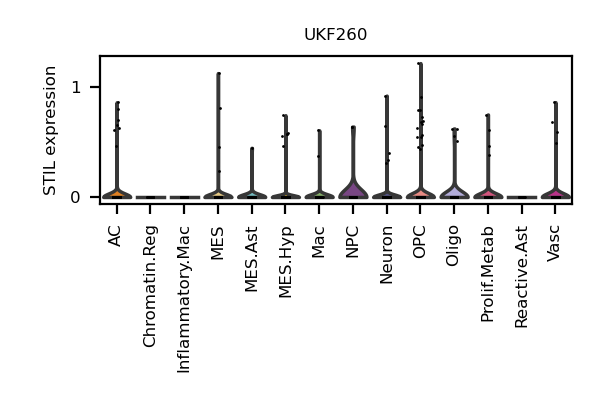 UKF260
STIL expression
1
0
AC
Chromatin.Reg
Inflammatory.Mac
MES
MES.Ast
MES.Hyp
Mac
NPC
Neuron
OPC
Oligo
Prolif.Metab
Reactive.Ast
Vasc